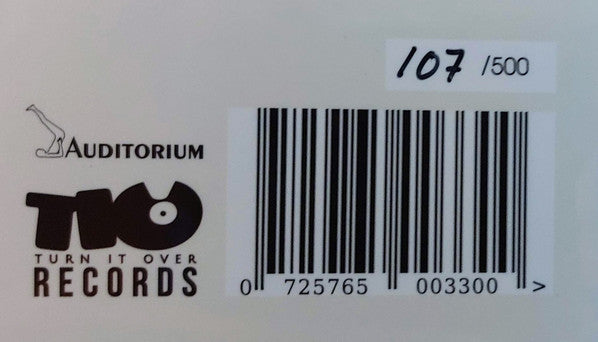 107 /500
AUDITORIUM
TIO
TURN IT OVER
RECORDS
0 725765 003300 >